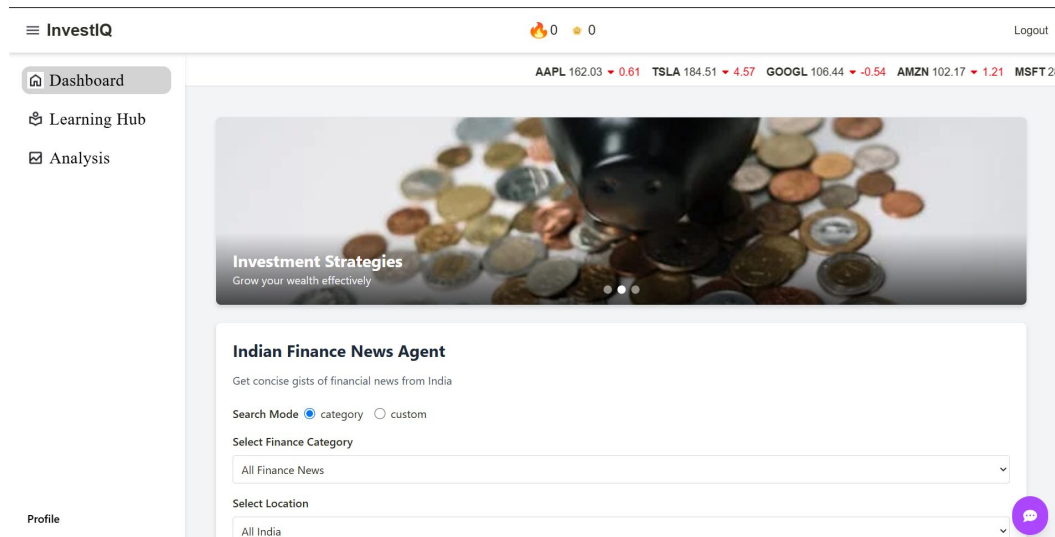 InvestIQ
0 0
Logout
Dashboard
Learning Hub
Analysis
Profile
AAPL 162.03 ▼ 0.61 TSLA 184.51 ▼ 4.57 GOOGL 106.44 ▼ -0.54 AMZN 102.17 ▼ 1.21 MSFT
Investment Strategies
Grow your wealth effectively
Indian Finance News Agent
Get concise gists of financial news from India
Search Mode category custom
Select Finance Category
All Finance News
Select Location
All India